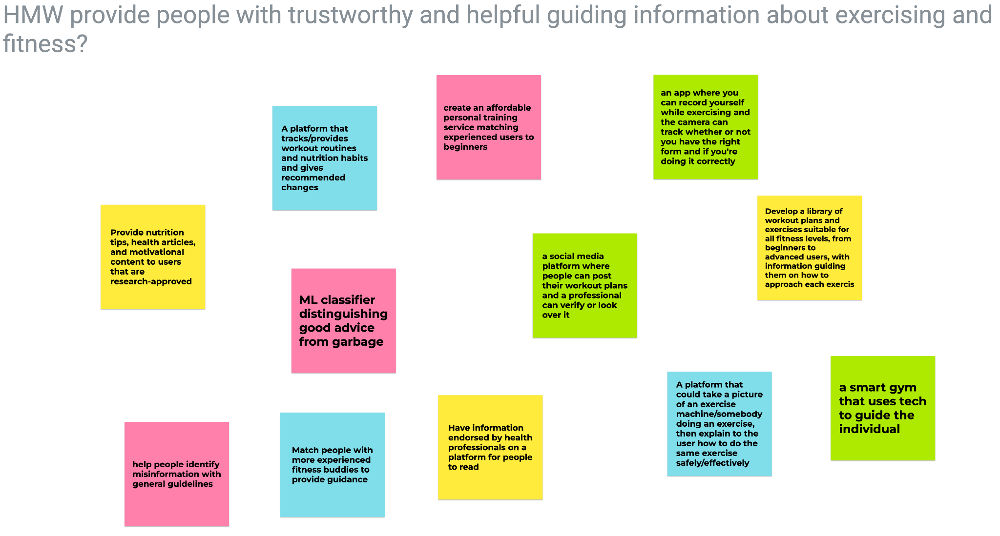 HMW provide people with trustworthy and helpful guiding information about exercising and
fitness?
create an affordable
personal training
service matching
experienced users to
beginners
an app where you
can record yourself
while exercising and
the camera can
track whether or not
you have the right
form and if you're
doing it correctly
A platform that
tracks/provides
workout routines
and nutrition habits
and gives
recommended
changes
Provide nutrition
tips, health articles,
and motivational
content to users
that are
research-approved
Develop a library of
workout plans and
exercises suitable for
all fitness levels, from
beginners to
advanced users, with
information guiding
them on how to
approach each exercis
a social media
platform where
people can post
their workout plans
and a professional
can verify or look
over it
ML classifier
distinguishing
good advice
from garbage
a smart gym
that uses tech
to guide the
individual
A platform that
could take a picture
of an exercise
machine/somebody
doing an exercise,
then explain to the
user how to do the
same exercise
safely/effectively
Have information
endorsed by health
professionals on a
platform for people
to read
Match people with
more experienced
fitness buddies to
provide guidance
help people identify
misinformation with
general guidelines